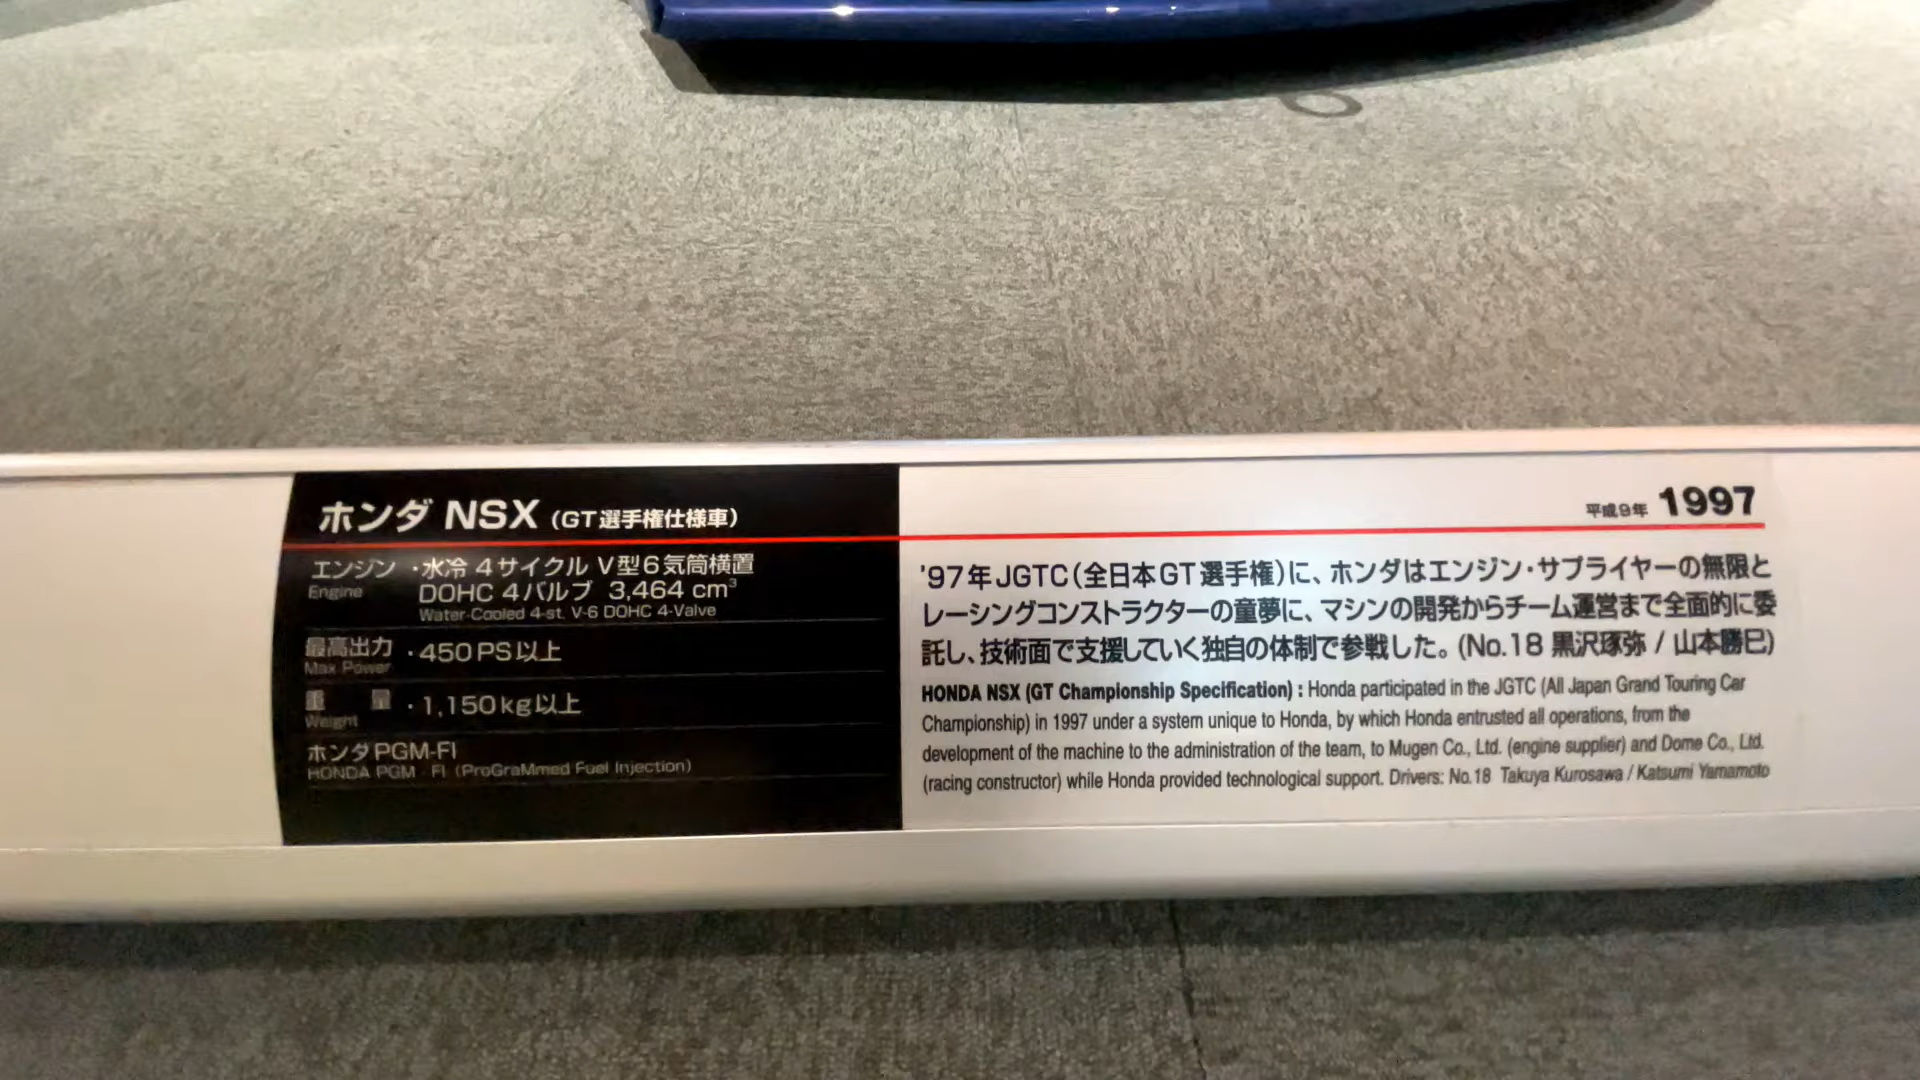 ホンダ NSX (GT選手権仕様車)
エンジン ・水冷4サイクル V型6気筒横置
Engine DOHC 4バルブ 3,464 cm³
Water-Cooled 4-st. V-6 DOHC 4-Valve
最高出力 ・450PS以上
Max Power
重量 ・1,150kg以上
Weight
ホンダPGM-FI
HONDA PGM-FI (ProGraMmed Fuel Injection)
平成9年 1997
'97年JGTC(全日本GT選手権)に、ホンダはエンジン・サプライヤーの無限と
レーシングコンストラクターの童夢に、マシンの開発からチーム運営まで全面的に委
託し、技術面で支援していく独自の体制で参戦した。(No.18 黒沢琢弥 / 山本勝巳)
HONDA NSX (GT Championship Specification) : Honda participated in the JGTC (All Japan Grand Touring Car
Championship) in 1997 under a system unique to Honda, by which Honda entrusted all operations, from the
development of the machine to the administration of the team, to Mugen Co., Ltd. (engine supplier) and Dome Co., Ltd.
(racing constructor) while Honda provided technological support. Drivers: No.18 Takuya Kurosawa / Katsumi Yamamoto